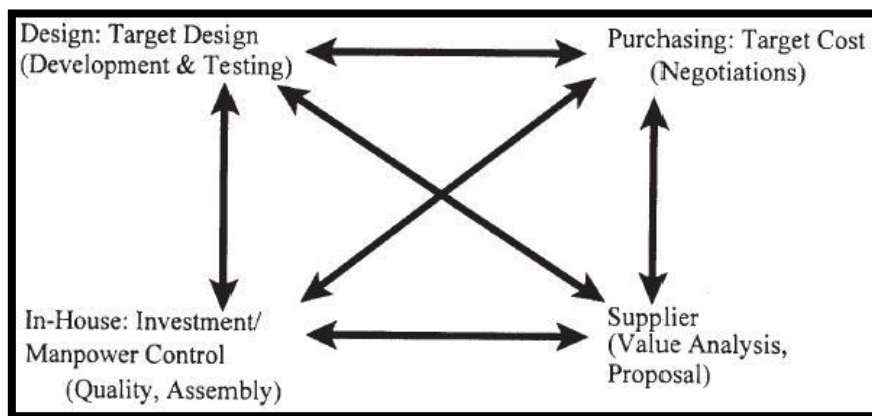 Design: Target Design
(Development & Testing)
Purchasing: Target Cost
(Negotiations)
In-House: Investment/
Manpower Control
(Quality, Assembly)
Supplier
(Value Analysis,
Proposal)